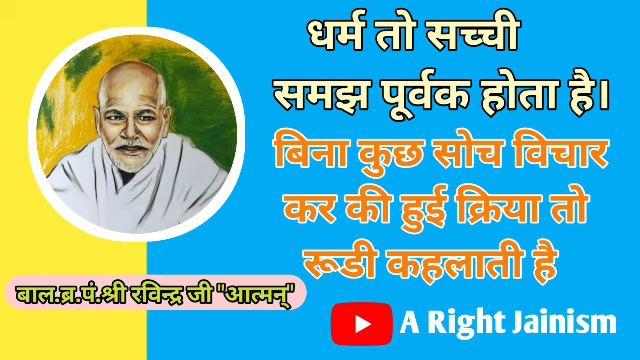 धर्म तो सच्ची
समझ पूर्वक होता है।
बिना कुछ सोच विचार
कर की हुई क्रिया तो
रूडी कहलाती है
बाल.ब्र.पं.श्री रविन्द्र जी "आत्मन्"
A Right Jainism